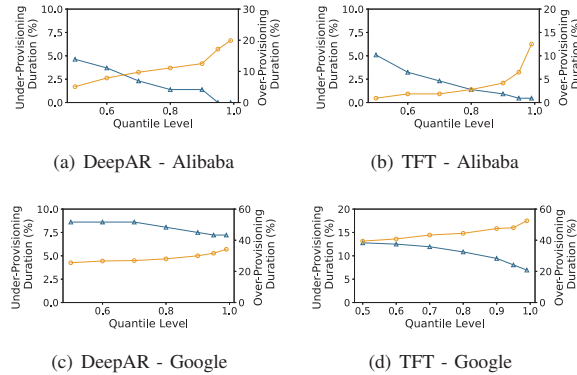 10.0
7.5
5.0
2.5
0.0
0.6
0.8
1.0
30
20
10
0
Under-Provisioning
Duration (%)
Over-Provisioning
Duration (%)
Quantile Level
(a) DeepAR - Alibaba
10.0
7.5
5.0
2.5
0.0
0.6
0.8
1.0
20
15
10
5
0
Under-Provisioning
Duration (%)
Over-Provisioning
Duration (%)
Quantile Level
(b) TFT - Alibaba
10.0
7.5
5.0
2.5
0.0
0.6
0.8
1.0
60
40
20
0
Under-Provisioning
Duration (%)
Over-Provisioning
Duration (%)
Quantile Level
(c) DeepAR - Google
20
15
10
5
0
0.5
0.6
0.7
0.8
0.9
1.0
60
40
20
0
Under-Provisioning
Duration (%)
Over-Provisioning
Duration (%)
Quantile Level
(d) TFT - Google